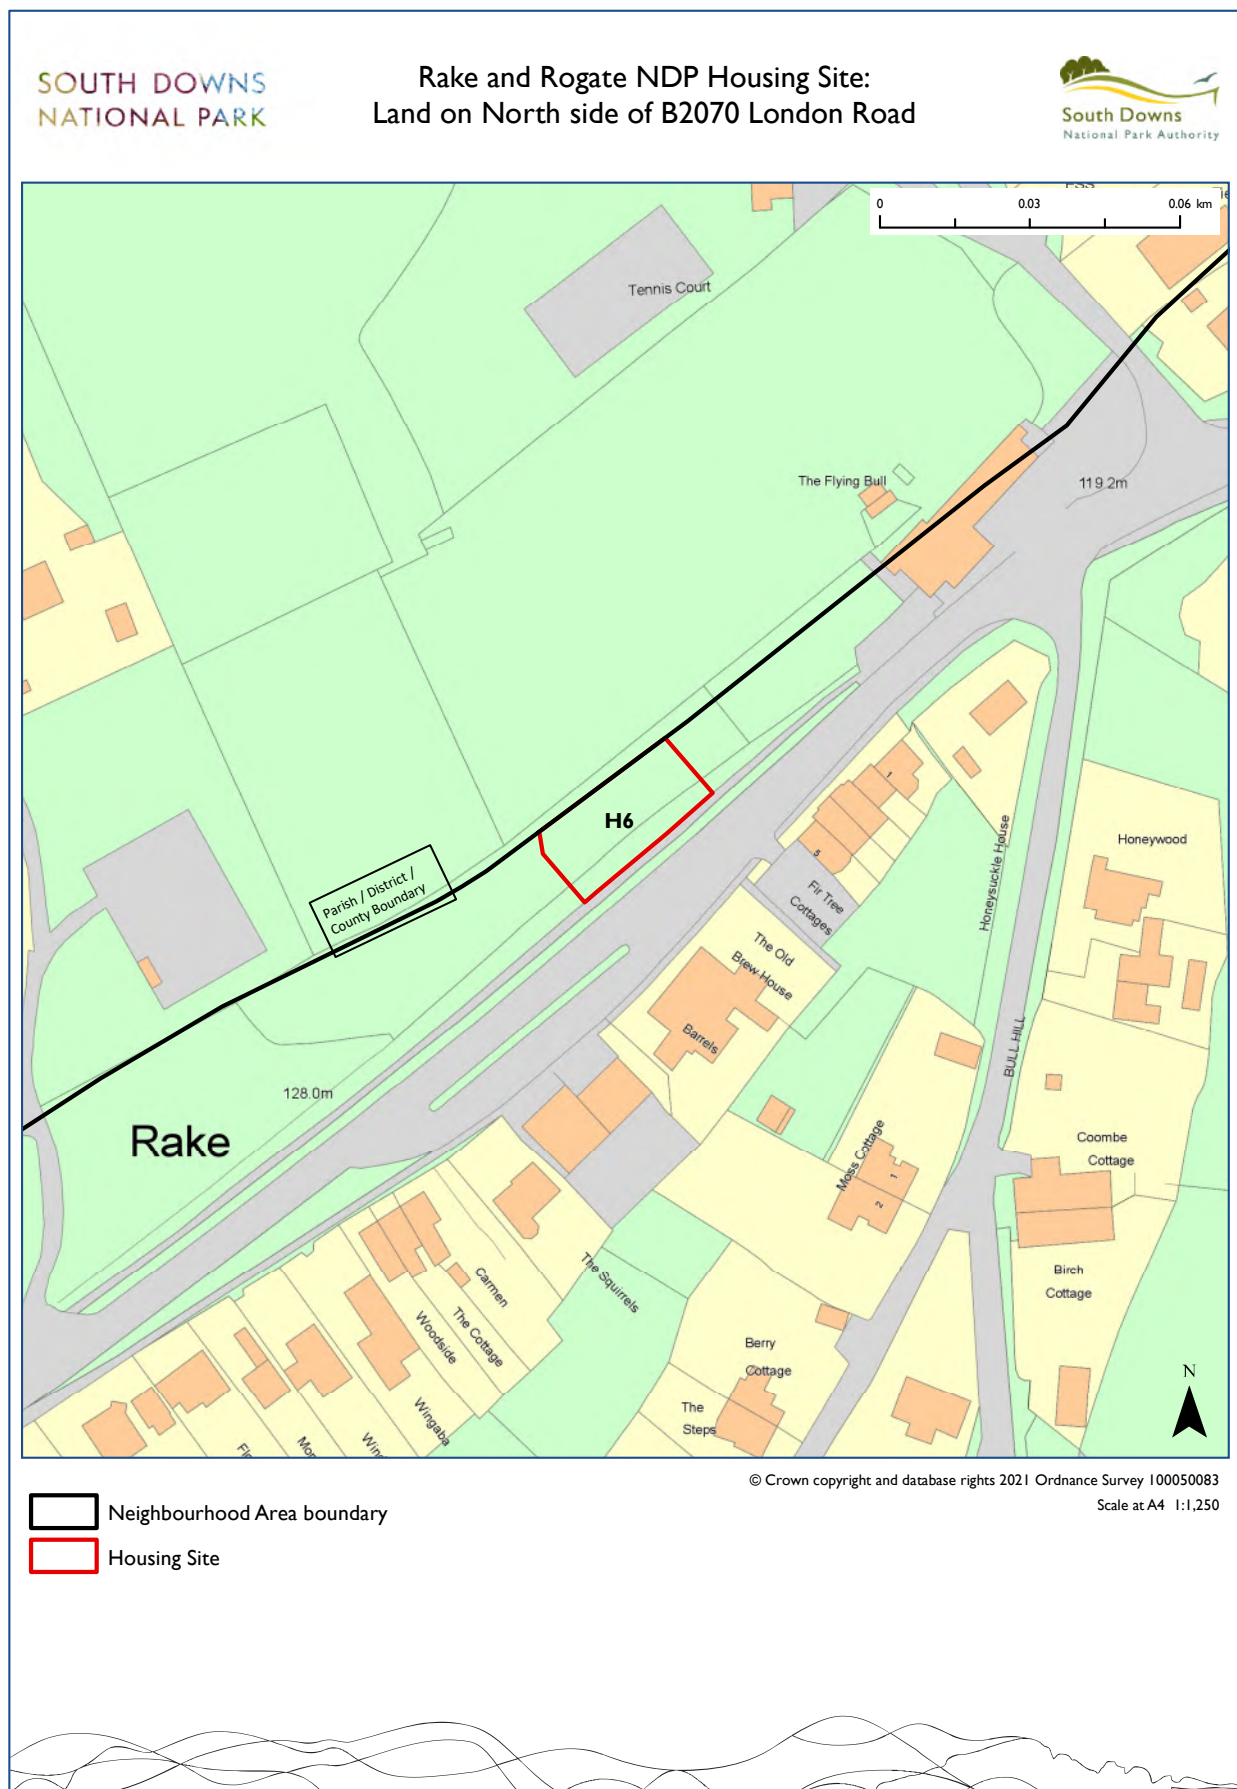 SOUTH DOWNS
NATIONAL PARK
Rake and Rogate NDP Housing Site:
Land on North side of B2070 London Road
South Downs
National Park Authority
0 0.03 0.06 km
Tennis Court
The Flying Bull
119.2m
H6
Parish / District /
County Boundary
1
5
Fir Tree
Cottages
Honeysuckle House
Honeywood
The Old
Brew House
Barrels
BULL HILL
128.0m
Rake
Moss Cottage
1
2
Coombe
Cottage
Birch
Cottage
The Squirrels
Carmen
The Cottage
Woodside
Wingaba
Berry
Cottage
The
Steps
N
© Crown copyright and database rights 2021 Ordnance Survey 100050083
Scale at A4 1:1,250
Neighbourhood Area boundary
Housing Site